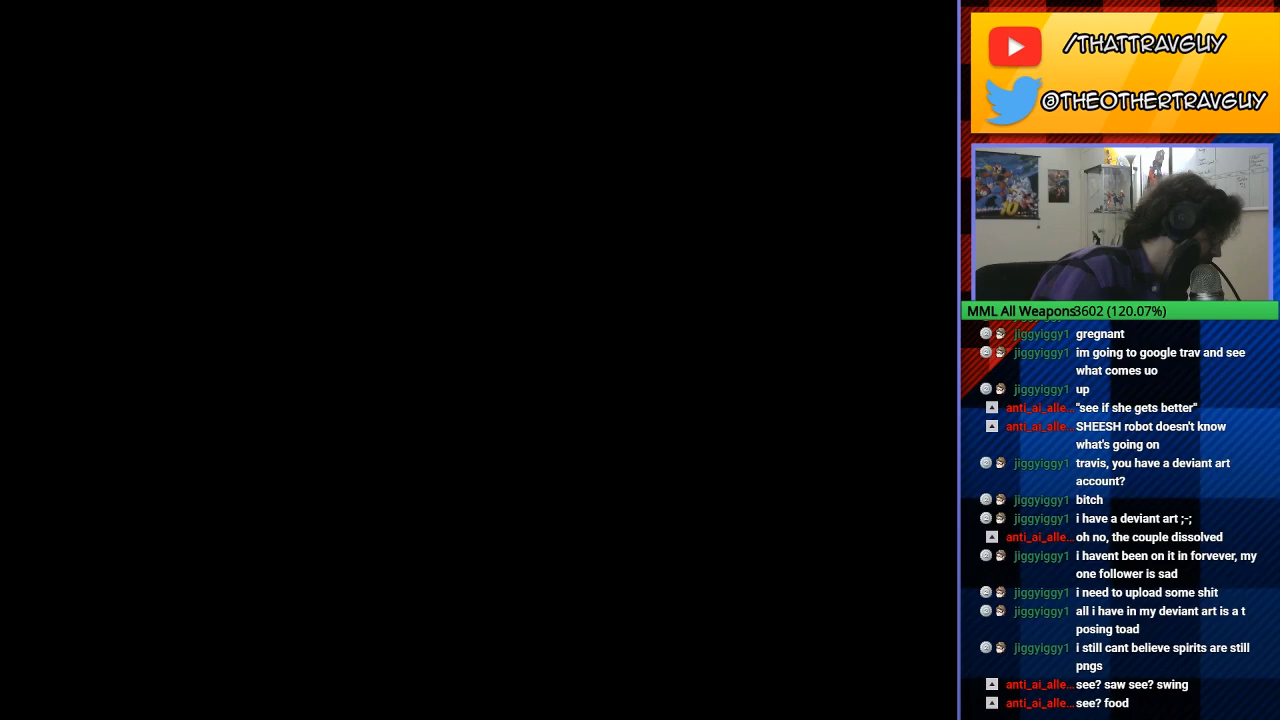 /THATTRAVGUY
@THEOTHERTRAVGUY
MML All Weapons3602 (120.07%)
jiggyiggy1 gregnant
jiggyiggy1 im going to google trav and see
what comes uo
jiggyiggy1 up
anti_ai_alle... "see if she gets better"
anti_ai_alle... SHEESH robot doesn't know
what's going on
jiggyiggy1 travis, you have a deviant art
account?
jiggyiggy1 bitch
jiggyiggy1 i have a deviant art ;-;
anti_ai_alle... oh no, the couple dissolved
jiggyiggy1 i havent been on it in forvever, my
one follower is sad
jiggyiggy1 i need to upload some shit
jiggyiggy1 all i have in my deviant art is a t
posing toad
jiggyiggy1 i still cant believe spirits are still
pngs
anti_ai_alle... see? saw see? swing
anti_ai_alle... see? food